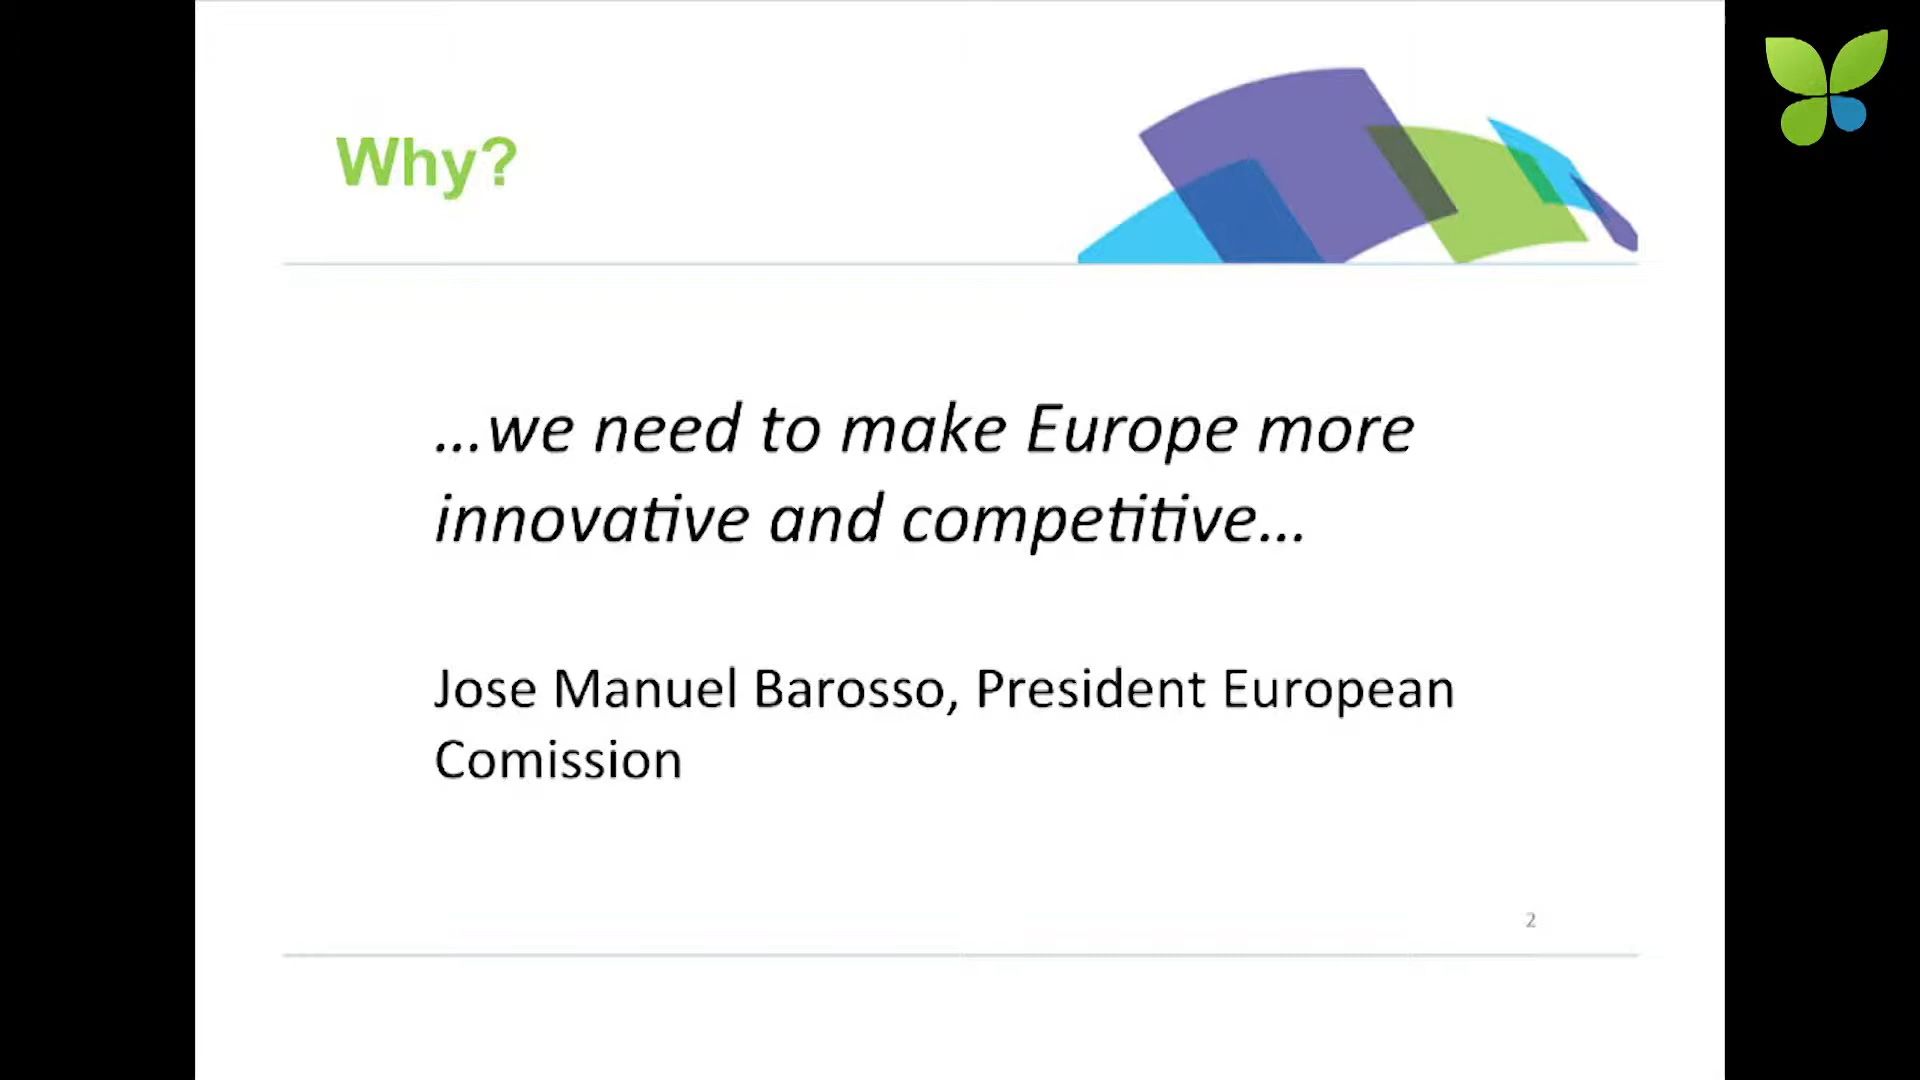 Why?
...we need to make Europe more
innovative and competitive...
Jose Manuel Barosso, President European
Comission
2